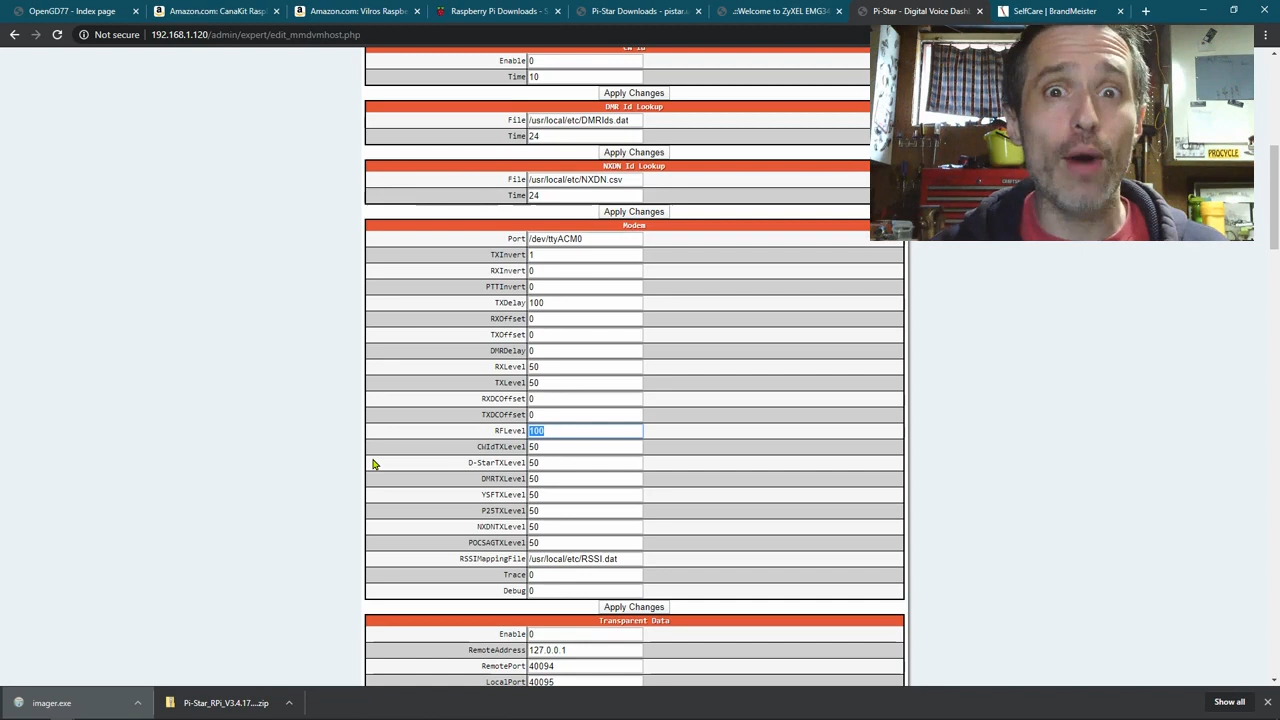 OpenGD77 - Index page
Amazon.com: CanaKit Rasp
Amazon.com: Vilros Raspbe
Raspberry Pi Downloads - S
Pi-Star Downloads - pistar.
.::Welcome to ZyXEL EMG34
Pi-Star - Digital Voice Dash
SelfCare | BrandMeister
Not secure | 192.168.1.120/admin/expert/edit_mmdvmhost.php
CW Id
Enable 0
Time 10
Apply Changes
DMR Id Lookup
File /usr/local/etc/DMRIds.dat
Time 24
Apply Changes
NXDN Id Lookup
File /usr/local/etc/NXDN.csv
Time 24
Apply Changes
Modem
Port /dev/ttyACM0
TXInvert 1
RXInvert 0
PTTInvert 0
TXDelay 100
RXOffset 0
TXOffset 0
DMRDelay 0
RXLevel 50
TXLevel 50
RXDCOffset 0
TXDCOffset 0
RFLevel 100
CWIdTXLevel 50
D-StarTXLevel 50
DMRTXLevel 50
YSFTXLevel 50
P25TXLevel 50
NXDNTXLevel 50
POCSAGTXLevel 50
RSSIMappingFile /usr/local/etc/RSSI.dat
Trace 0
Debug 0
Apply Changes
Transparent Data
Enable 0
RemoteAddress 127.0.0.1
RemotePort 40094
LocalPort 40095
PROCYCLE
imager.exe
Pi-Star_RPi_V3.4.17....zip
Show all